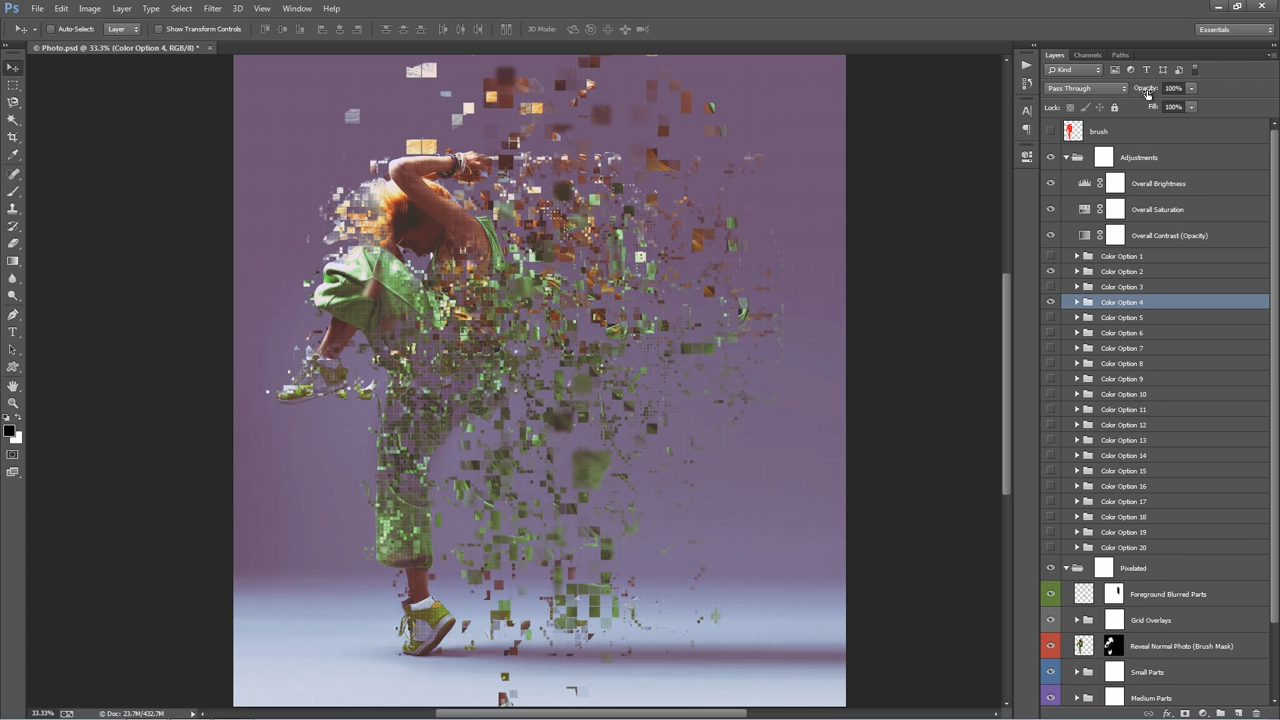 Ps File Edit Image Layer Type Select Filter 3D View Window Help
Auto-Select: Layer Show Transform Controls 3D Mode: Essentials
© Photo.psd @ 33.3% (Color Option 4, RGB/8) * ×
Layers Channels Paths
Kind
Pass Through Opacity: 100%
Lock: Fill: 100%
brush
Adjustments
Overall Brightness
Overall Saturation
Overall Contrast (Opacity)
Color Option 1
Color Option 2
Color Option 3
Color Option 4
Color Option 5
Color Option 6
Color Option 7
Color Option 8
Color Option 9
Color Option 10
Color Option 11
Color Option 12
Color Option 13
Color Option 14
Color Option 15
Color Option 16
Color Option 17
Color Option 18
Color Option 19
Color Option 20
Pixelated
Foreground Blurred Parts
Grid Overlays
Reveal Normal Photo (Brush Mask)
Small Parts
Medium Parts
33.33% © Doc: 23.7M/432.7M